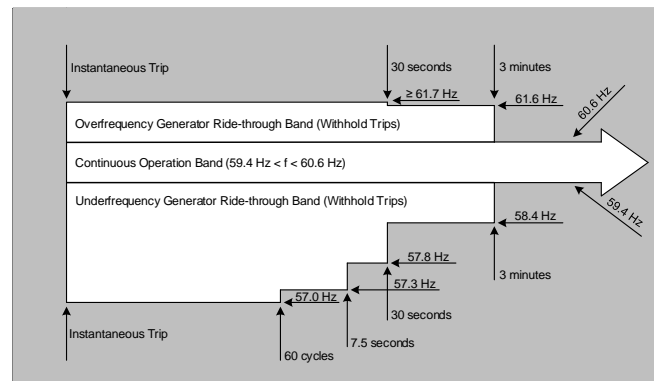 Instantaneous Trip
30 seconds
3 minutes
≥ 61.7 Hz
61.6 Hz
60.6 Hz
Overfrequency Generator Ride-through Band (Withhold Trips)
Continuous Operation Band (59.4 Hz < f < 60.6 Hz)
Underfrequency Generator Ride-through Band (Withhold Trips)
59.4 Hz
58.4 Hz
57.8 Hz
3 minutes
57.3 Hz
57.0 Hz
30 seconds
Instantaneous Trip
7.5 seconds
60 cycles